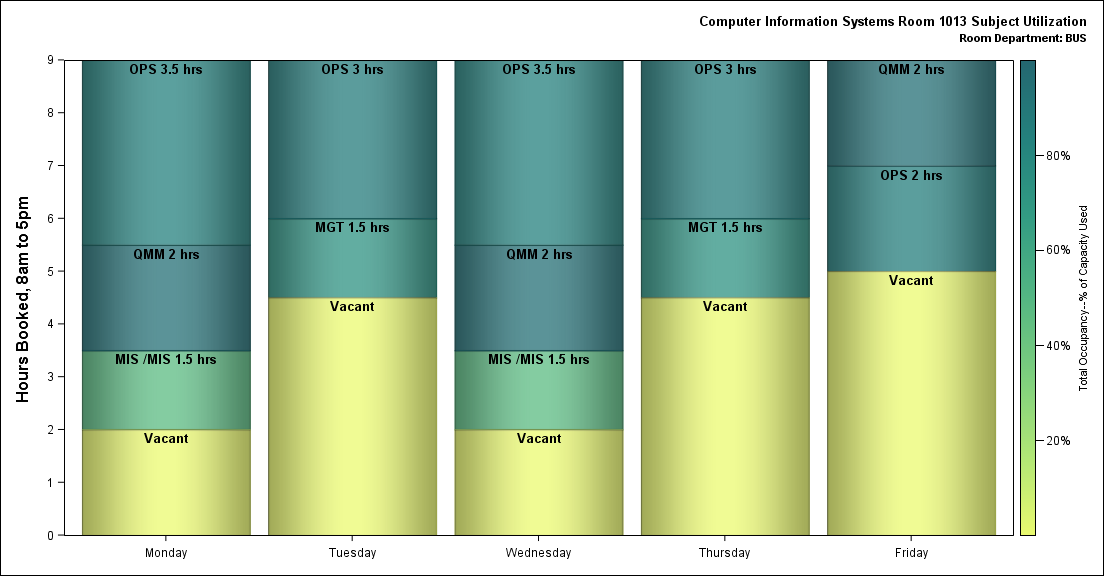 Computer Information Systems Room 1013 Subject Utilization
Room Department: BUS
Hours Booked, 8am to 5pm
9
8
7
6
5
4
3
2
1
0
OPS 3.5 hrs
QMM 2 hrs
MIS /MIS 1.5 hrs
Vacant
OPS 3 hrs
MGT 1.5 hrs
Vacant
OPS 3.5 hrs
QMM 2 hrs
MIS /MIS 1.5 hrs
Vacant
OPS 3 hrs
MGT 1.5 hrs
Vacant
QMM 2 hrs
OPS 2 hrs
Vacant
Monday
Tuesday
Wednesday
Thursday
Friday
80%
60%
40%
20%
Total Occupancy--% of Capacity Used